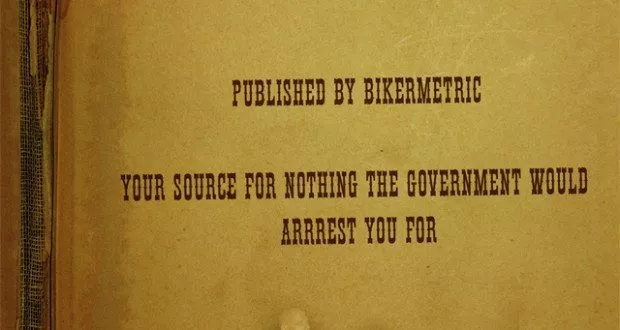 PUBLISHED BY BIKERMETRIC
YOUR SOURCE FOR NOTHING THE GOVERNMENT WOULD
ARRREST YOU FOR